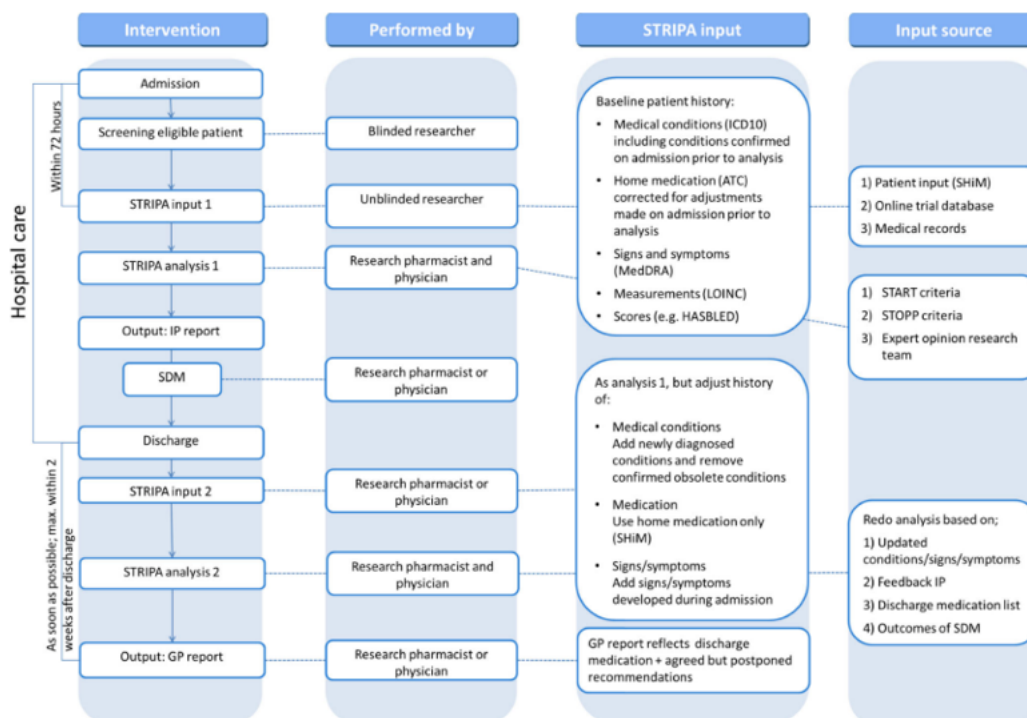 Intervention
Performed by
STRIPA input
Input source
Hospital care
Within 72 hours
As soon as possible; max. within 2
weeks after discharge
Admission
Screening eligible patient
STRIPA input 1
STRIPA analysis 1
Output: IP report
SDM
Discharge
STRIPA input 2
STRIPA analysis 2
Output: GP report
Blinded researcher
Unblinded researcher
Research pharmacist and
physician
Research pharmacist or
physician
Research pharmacist or
physician
Research pharmacist and
physician
Research pharmacist or
physician
Baseline patient history:
• Medical conditions (ICD10)
including conditions confirmed
on admission prior to analysis
• Home medication (ATC)
corrected for adjustments
made on admission prior to
analysis
• Signs and symptoms
(MedDRA)
• Measurements (LOINC)
• Scores (e.g. HASBLED)
As analysis 1, but adjust history
of:
• Medical conditions
Add newly diagnosed
conditions and remove
confirmed obsolete conditions
• Medication
Use home medication only
(SHiM)
• Signs/symptoms
Add signs/symptoms
developed during admission
GP report reflects discharge
medication + agreed but postponed
recommendations
1) Patient input (SHiM)
2) Online trial database
3) Medical records
1) START criteria
2) STOPP criteria
3) Expert opinion research
team
Redo analysis based on;
1) Updated
conditions/signs/symptoms
2) Feedback IP
3) Discharge medication list
4) Outcomes of SDM